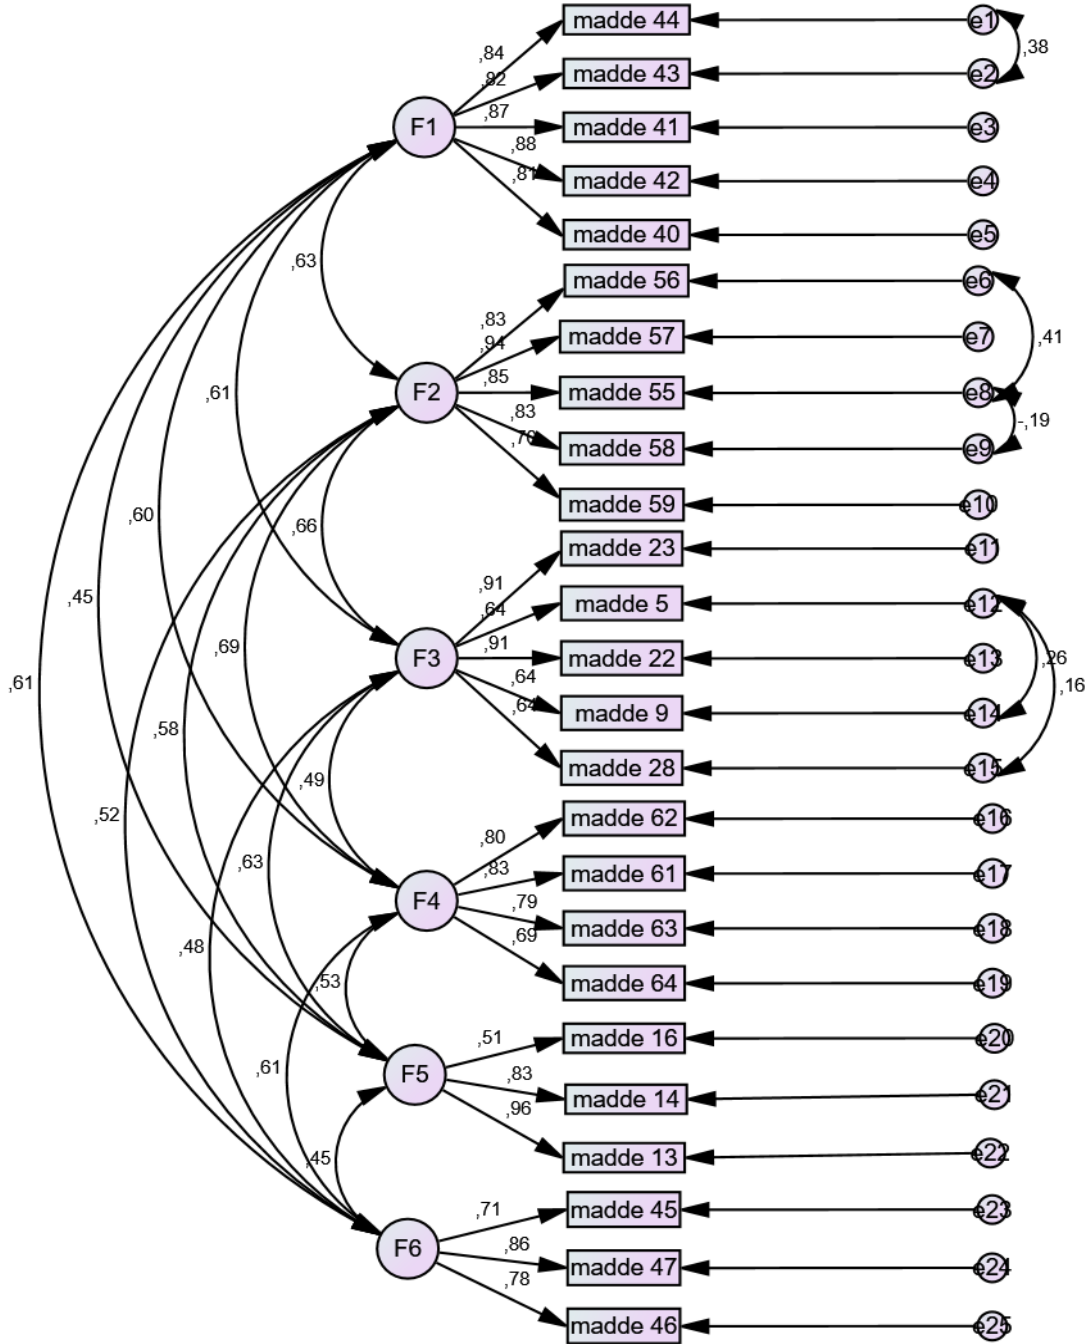 madde 44
e1
,84
,38
madde 43
e2
,82
,87
F1
madde 41
e3
,88
madde 42
e4
,81
madde 40
e5
,63
madde 56
e6
,83
madde 57
e7
,94
,41
,85
F2
madde 55
e8
,61
,83
-,19
madde 58
e9
madde 59
e10
,60
,66
madde 23
e11
,91
,45
madde 5
e12
,64
,69
,91
F3
madde 22
e13
,26
,61
,64
,16
madde 9
e14
,64
,58
madde 28
e15
,49
,52
madde 62
e16
,80
,63
,83
madde 61
e17
F4
,79
madde 63
e18
,69
,48
,53
madde 64
e19
,51
madde 16
e20
,61
F5
,83
madde 14
e21
,96
,45
madde 13
e22
,71
madde 45
e23
F6
,86
madde 47
e24
,78
madde 46
e25